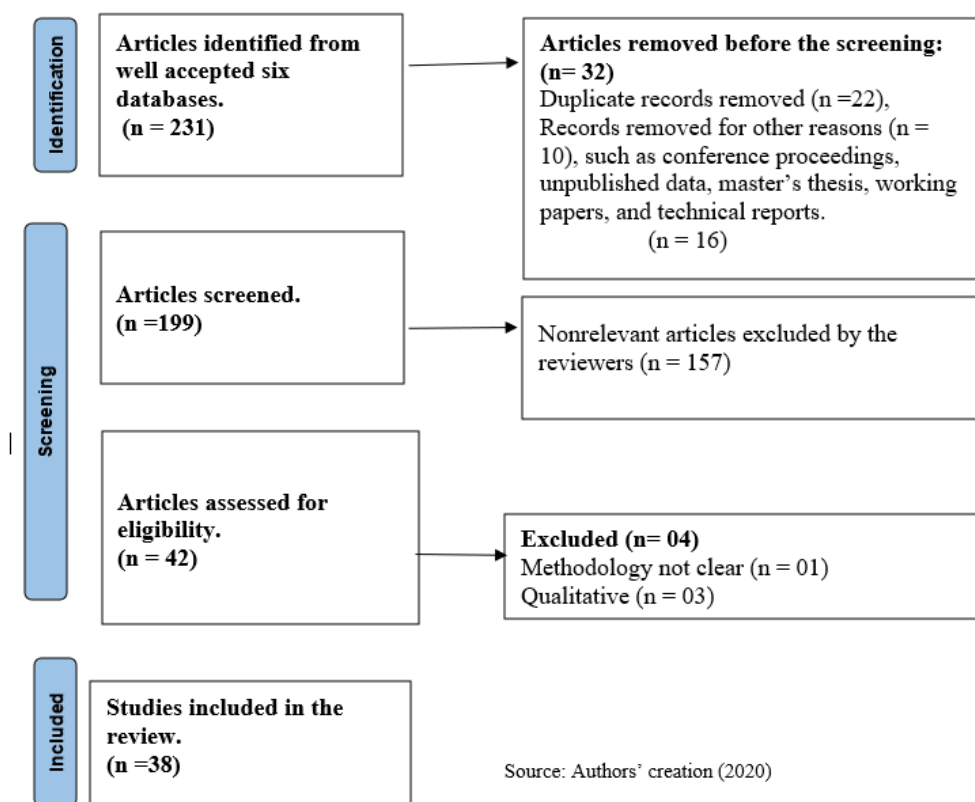 Identification
Articles identified from
well accepted six
databases.
(n = 231)
Articles removed before the screening:
(n= 32)
Duplicate records removed (n =22),
Records removed for other reasons (n =
10), such as conference proceedings,
unpublished data, master's thesis, working
papers, and technical reports.
(n = 16)
Screening
Articles screened.
(n =199)
Nonrelevant articles excluded by the
reviewers (n = 157)
Articles assessed for
eligibility.
(n = 42)
Excluded (n= 04)
Methodology not clear (n = 01)
Qualitative (n = 03)
Included
Studies included in the
review.
(n =38)
Source: Authors' creation (2020)